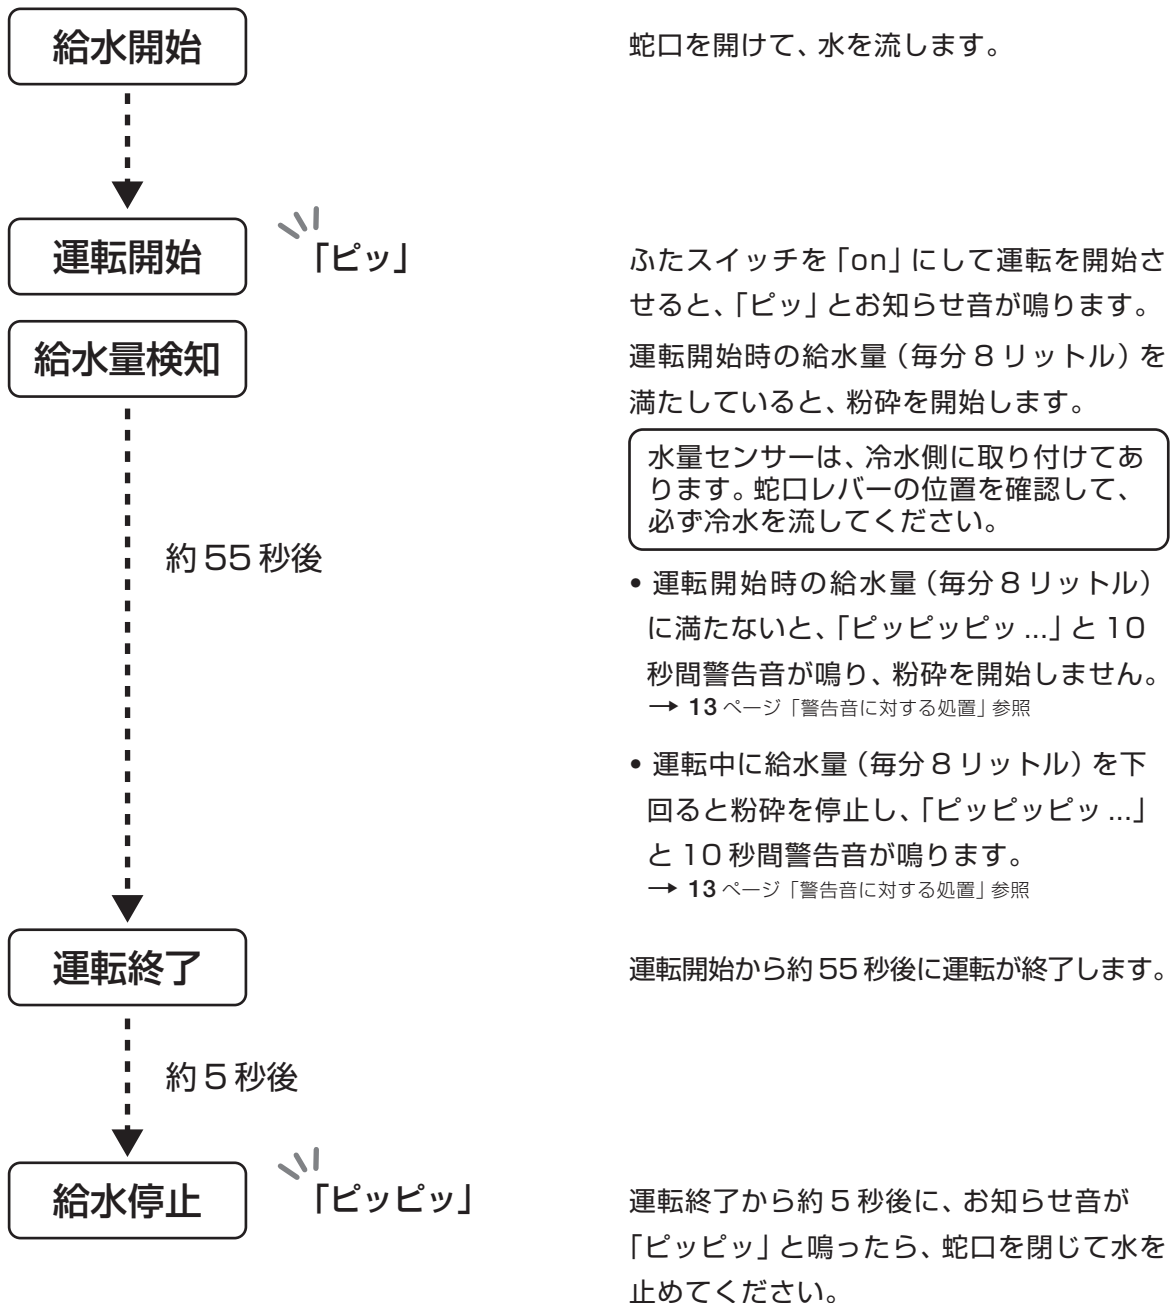 給水開始
蛇口を開けて、水を流します。
運転開始
「ピッ」
ふたスイッチを「on」にして運転を開始さ
せると、「ピッ」とお知らせ音が鳴ります。
給水量検知
運転開始時の給水量（毎分８リットル）を
満たしていると、粉砕を開始します。
水量センサーは、冷水側に取り付けてあ
ります。蛇口レバーの位置を確認して、
必ず冷水を流してください。
約55秒後
• 運転開始時の給水量（毎分８リットル）
に満たないと、「ピッピッピッ ...」と 10
秒間警告音が鳴り、粉砕を開始しません。
→ 13 ページ「警告音に対する処置」参照
• 運転中に給水量（毎分８リットル）を下
回ると粉砕を停止し、「ピッピッピッ ...」
と 10 秒間警告音が鳴ります。
→ 13 ページ「警告音に対する処置」参照
運転終了
運転開始から約 55 秒後に運転が終了します。
約５秒後
給水停止
「ピッピッ」
運転終了から約５秒後に、お知らせ音が
「ピッピッ」と鳴ったら、蛇口を閉じて水を
止めてください。